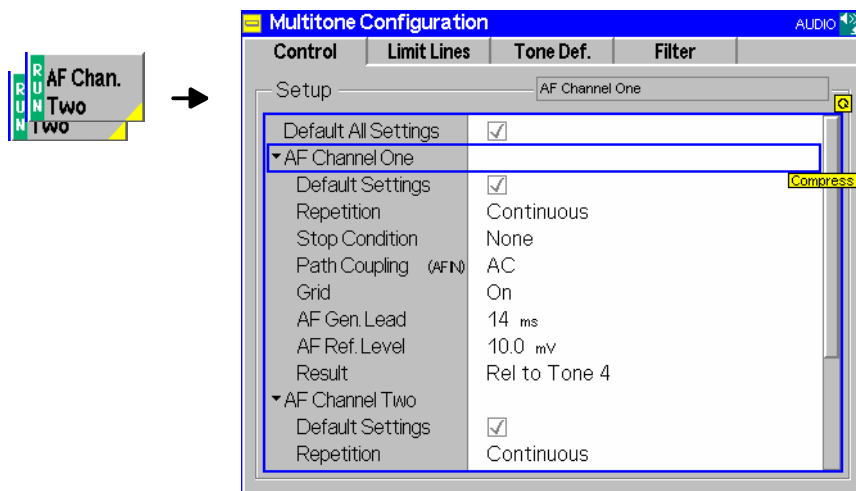 RUN
RUN
AF Chan.
Two
Two
Multitone Configuration
AUDIO
Control
Limit Lines
Tone Def.
Filter
Setup
AF Channel One
Default All Settings
AF Channel One
Compress
Default Settings
Repetition Continuous
Stop Condition None
Path Coupling (AF IN) AC
Grid On
AF Gen. Lead 14 ms
AF Ref. Level 10.0 mV
Result Rel to Tone 4
AF Channel Two
Default Settings
Repetition Continuous